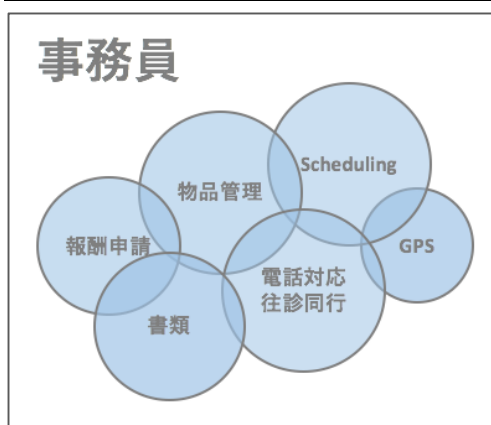 事務員
Scheduling
物品管理
報酬申請
GPS
電話対応
往診同行
書類